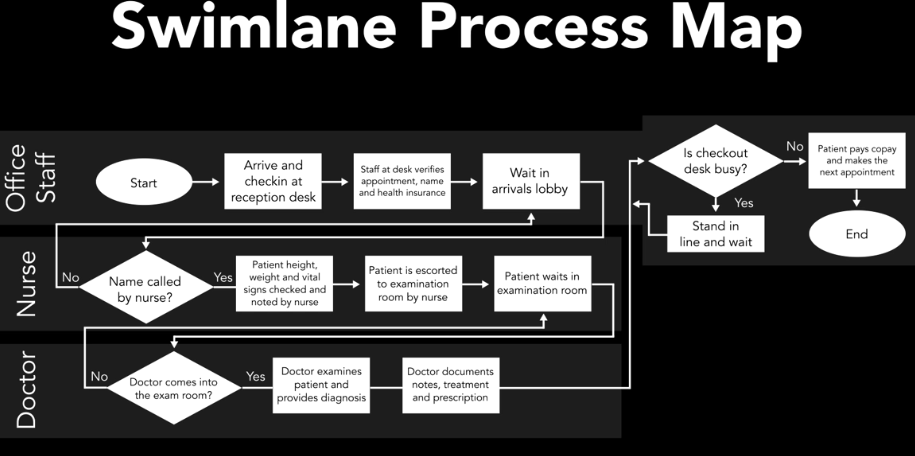 Swimlane Process Map
Office
Staff
Start
Arrive and
checkin at
reception desk
Staff at desk verifies
appointment, name
and health insurance
Wait in
arrivals lobby
Is checkout
desk busy?
No
Patient pays copay
and makes the
next appointment
Yes
Stand in
line and wait
End
Nurse
No
Name called
by nurse?
Yes
Patient height,
weight and vital
signs checked and
noted by nurse
Patient is escorted
to examination
room by nurse
Patient waits in
examination room
Doctor
No
Doctor comes into
the exam room?
Yes
Doctor examines
patient and
provides diagnosis
Doctor documents
notes, treatment
and prescription